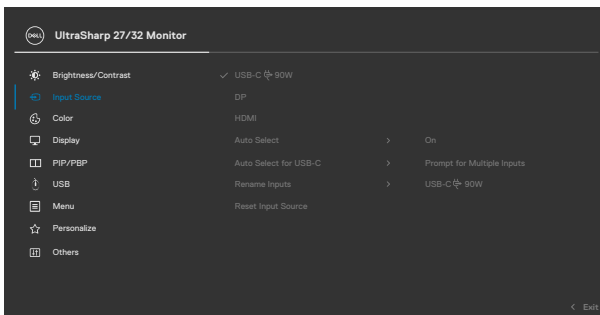 DELL UltraSharp 27/32 Monitor
Brightness/Contrast USB-C 90W
Input Source DP
Color HDMI
Display Auto Select > On
PIP/PBP Auto Select for USB-C > Prompt for Multiple Inputs
USB Rename Inputs > USB-C 90W
Menu Reset Input Source
Personalize
Others
< Exit